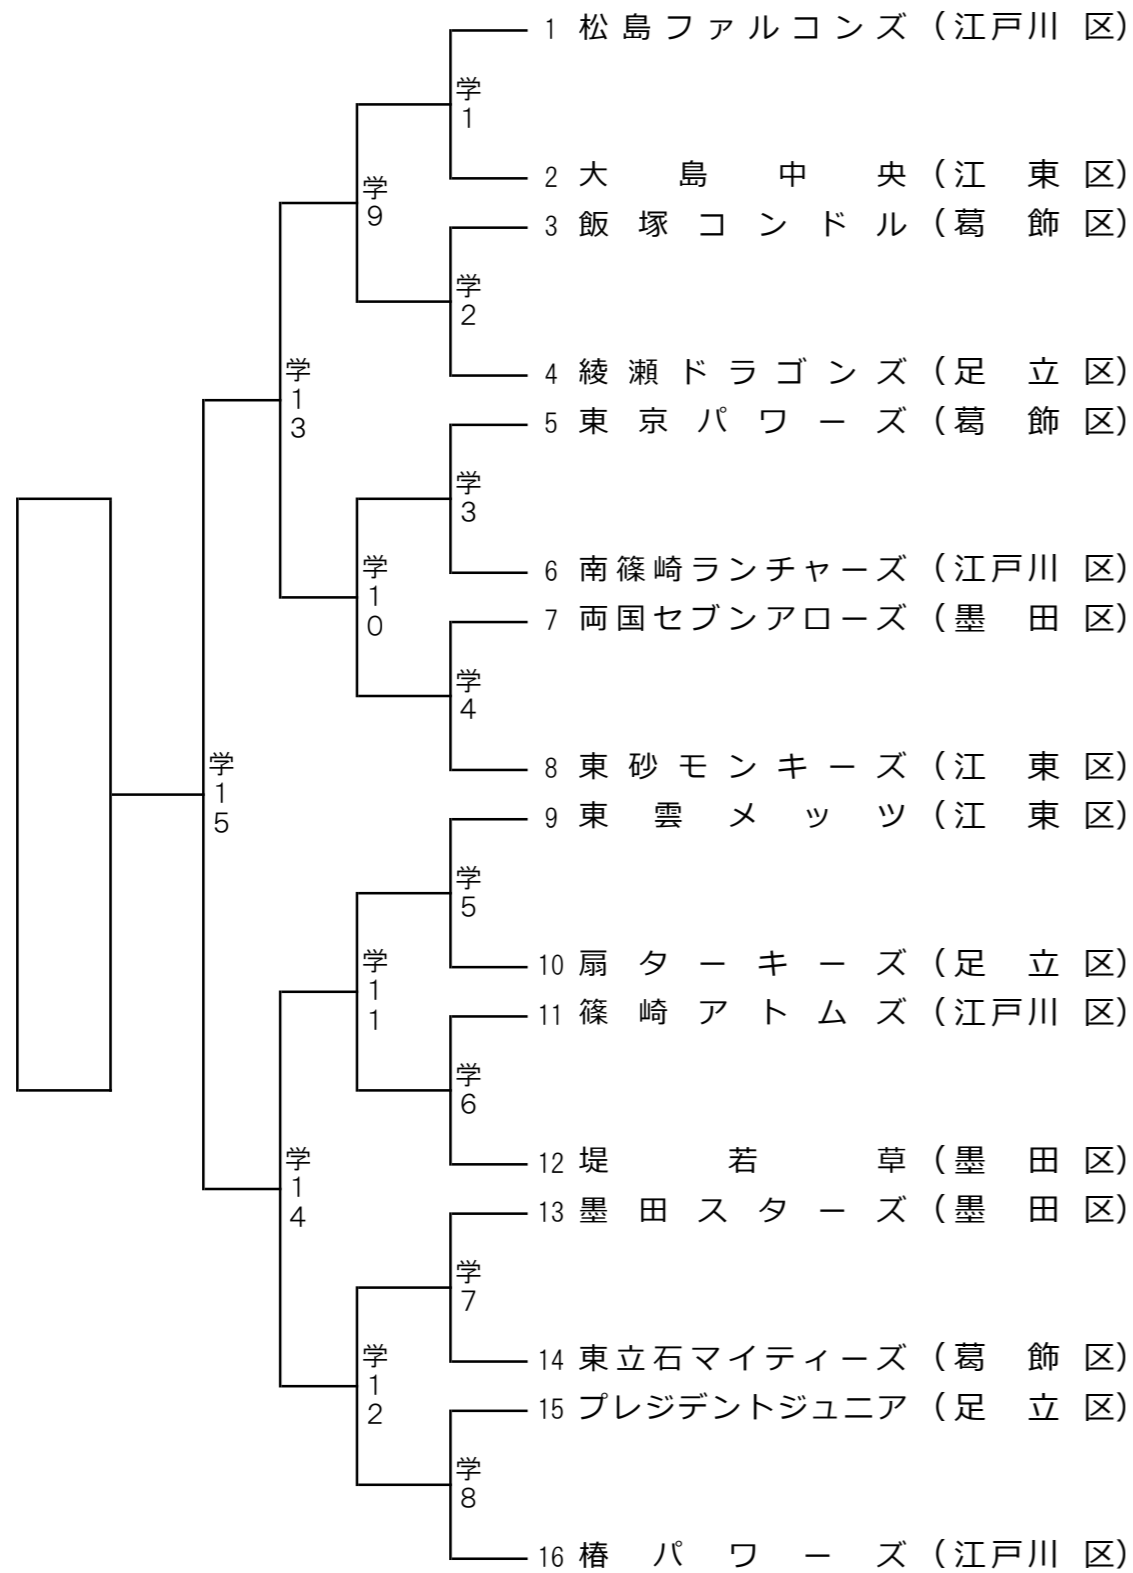 1 松島ファルコンズ（江戸川 区）
学1
2 大島中央（江東区）
学9
3 飯塚コンドル（葛飾区）
学2
4 綾瀬ドラゴンズ（足立区）
学13
5 東京パワーズ（葛飾区）
学3
6 南篠崎ランチャーズ（江戸川 区）
学10
7 両国セブンアローズ（墨田区）
学4
8 東砂モンキーズ（江東区）
学15
9 東雲メッツ（江東区）
学5
10 扇ターキーズ（足立区）
学11
11 篠崎アトムズ（江戸川 区）
学6
12 堤若草（墨田区）
学14
13 墨田スターズ（墨田区）
学7
14 東立石マイティーズ（葛飾区）
学12
15 プレジデントジュニア（足立区）
学8
16 椿パワーズ（江戸川 区）